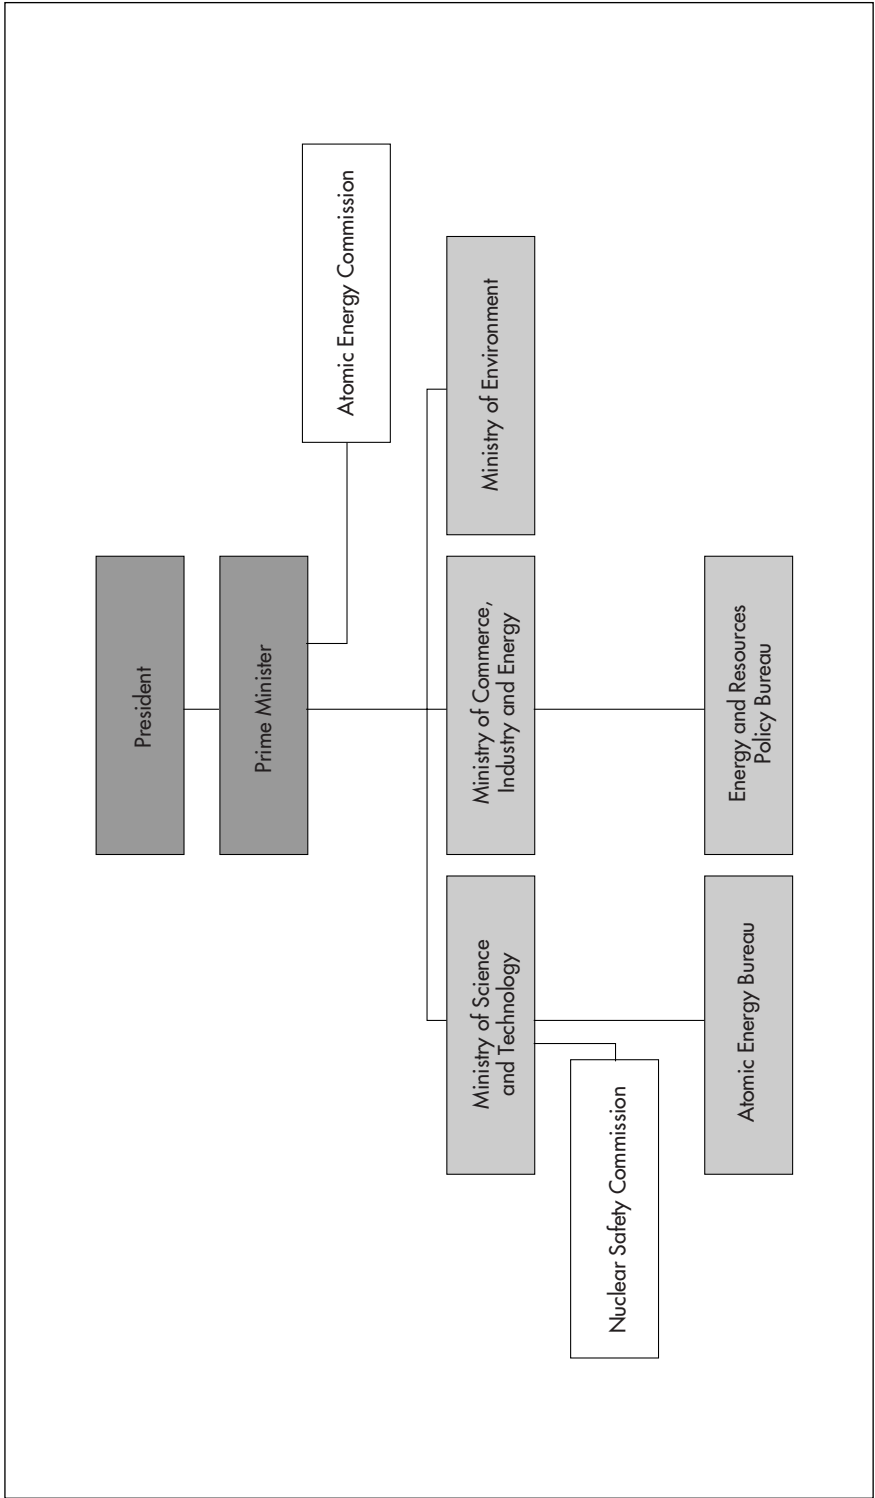 President
Prime Minister
Atomic Energy Commission
Ministry of Science
and Technology
Ministry of Commerce,
Industry and Energy
Ministry of Environment
Nuclear Safety Commission
Atomic Energy Bureau
Energy and Resources
Policy Bureau